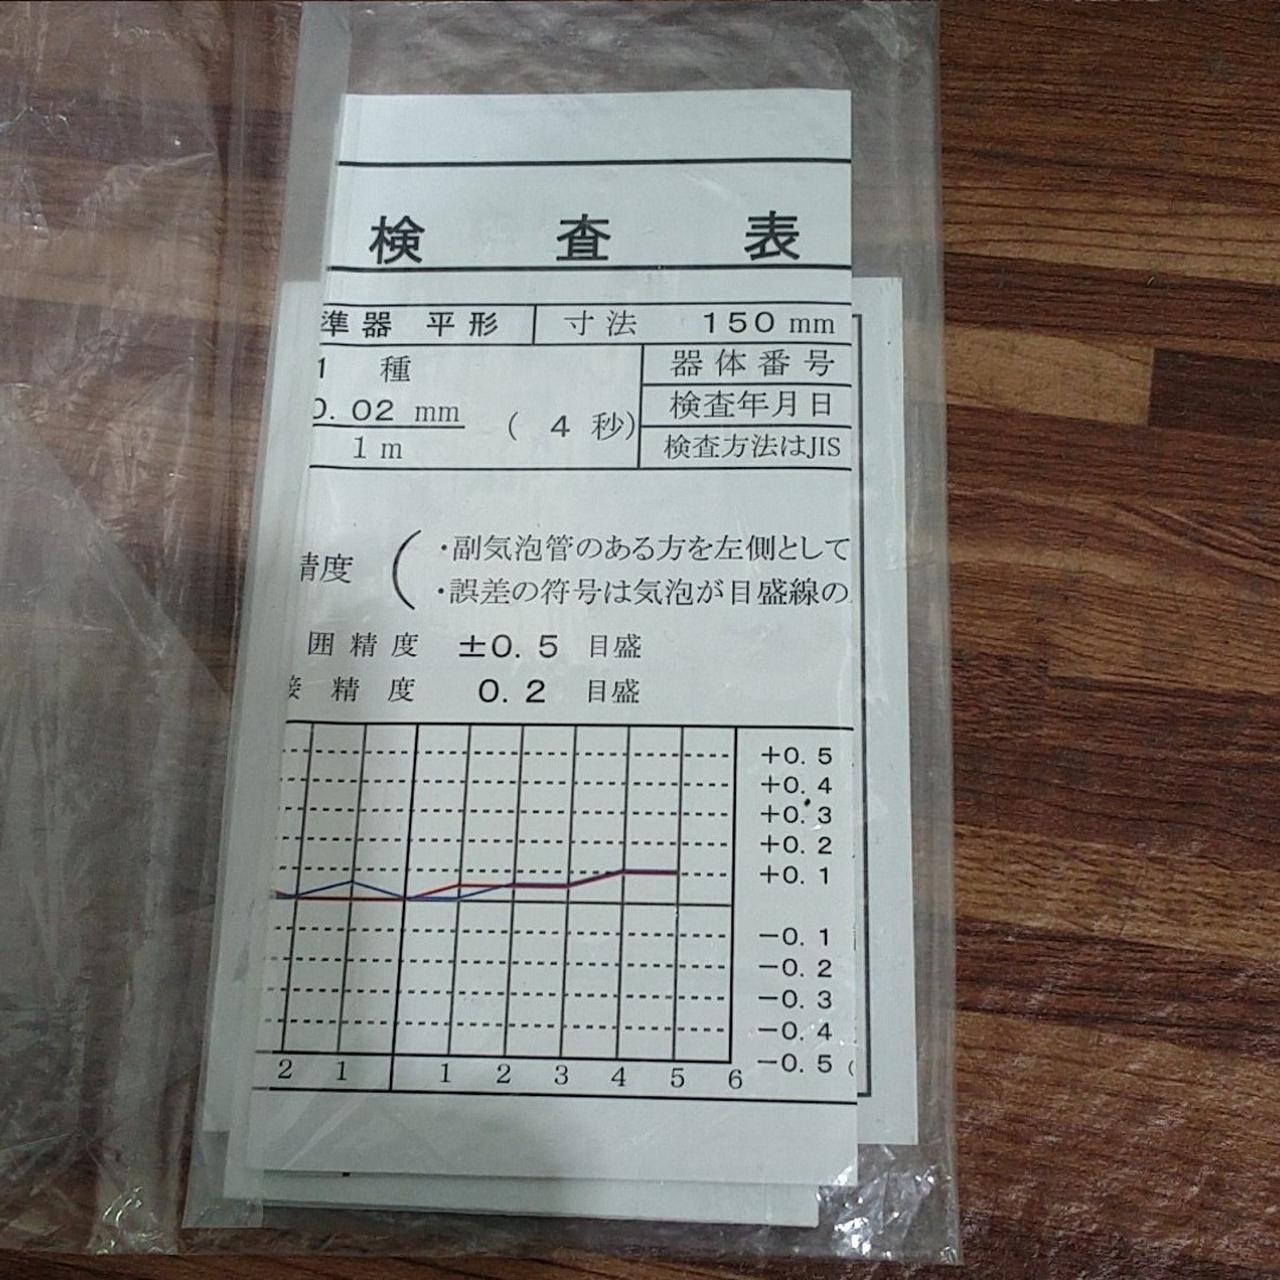 検査表
準器 平形 寸法 150 mm
1 種 器体番号
0.02 mm 検査年月日
1 m ( 4 秒) 検査方法はJIS
精度 ( ・副気泡管のある方を左側として
・誤差の符号は気泡が目盛線の
囲精度 ±0.5 目盛
接精度 0.2 目盛
+0.5
+0.4
+0.3
+0.2
+0.1
-0.1
-0.2
-0.3
-0.4
-0.5
2 1 1 2 3 4 5 6